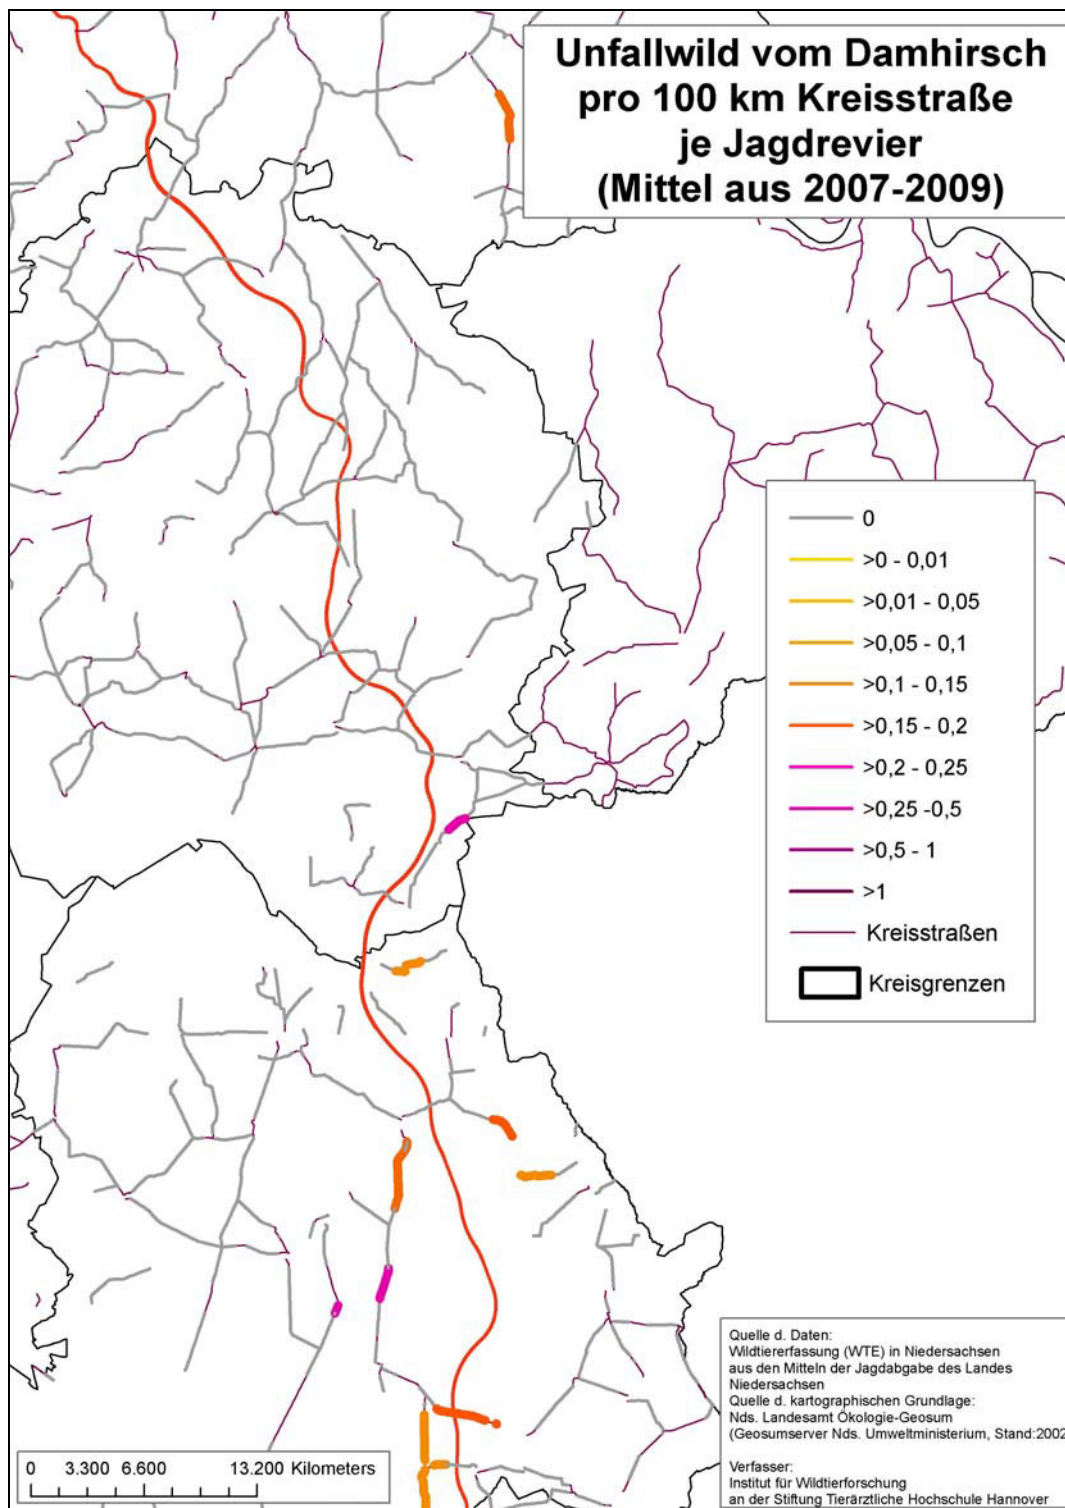 Unfallwild vom Damhirsch
pro 100 km Kreisstraße
je Jagdrevier
(Mittel aus 2007-2009)
0
>0 - 0,01
>0,01 - 0,05
>0,05 - 0,1
>0,1 - 0,15
>0,15 - 0,2
>0,2 - 0,25
>0,25 -0,5
>0,5 - 1
>1
Kreisstraßen
Kreisgrenzen
Quelle d. Daten:
Wildtiererfassung (WTE) in Niedersachsen
aus den Mitteln der Jagdabgabe des Landes
Niedersachsen
Quelle d. kartographischen Grundlage:
Nds. Landesamt Ökologie-Geosum
(Geosumserver Nds. Umweltministerium, Stand:2002
Verfasser:
Institut für Wildtierforschung
an der Stiftung Tierärztliche Hochschule Hannover
0 3.300 6.600 13.200 Kilometers